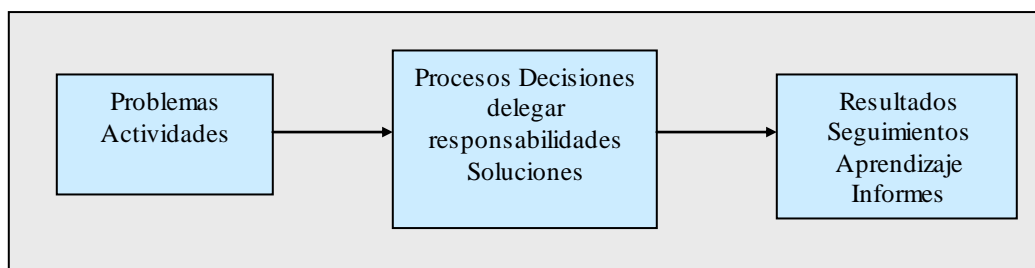 Problemas
Actividades
Procesos Decisiones
delegar
responsabilidades
Soluciones
Resultados
Seguimientos
Aprendizaje
Informes